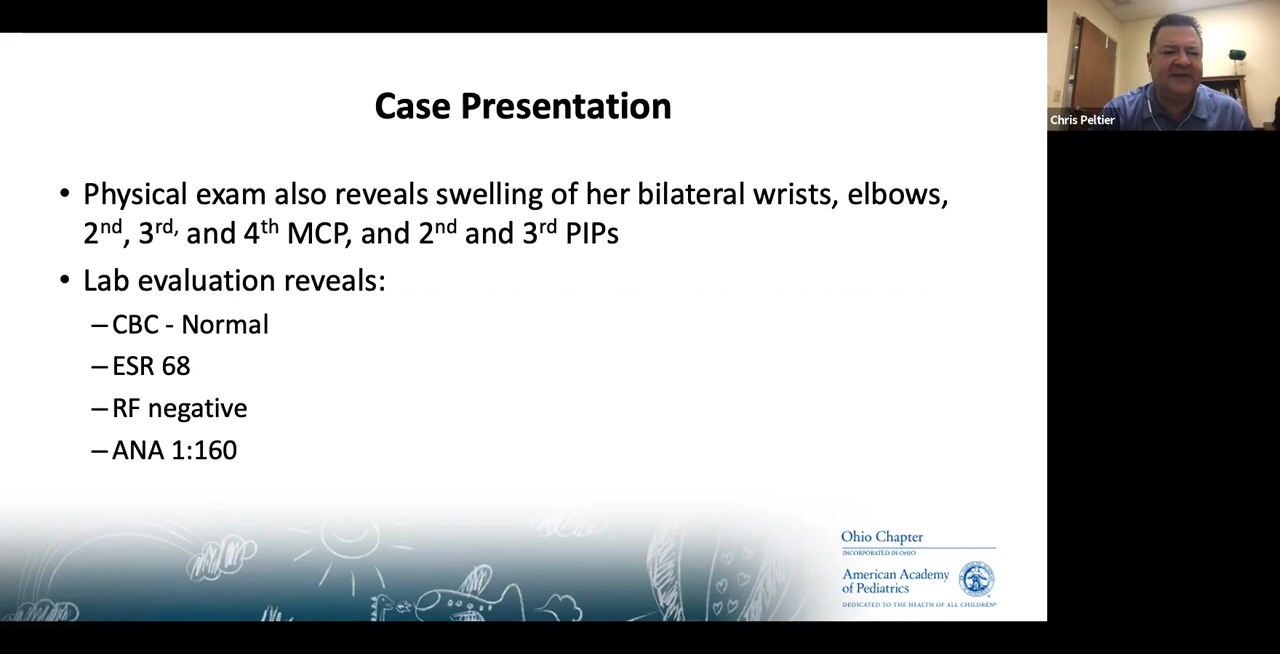 Case Presentation
• Physical exam also reveals swelling of her bilateral wrists, elbows,
2nd, 3rd, and 4th MCP, and 2nd and 3rd PIPs
• Lab evaluation reveals:
–CBC - Normal
–ESR 68
–RF negative
–ANA 1:160
Ohio Chapter
INCORPORATED IN OHIO
American Academy
of Pediatrics
DEDICATED TO THE HEALTH OF ALL CHILDREN®
Chris Peltier